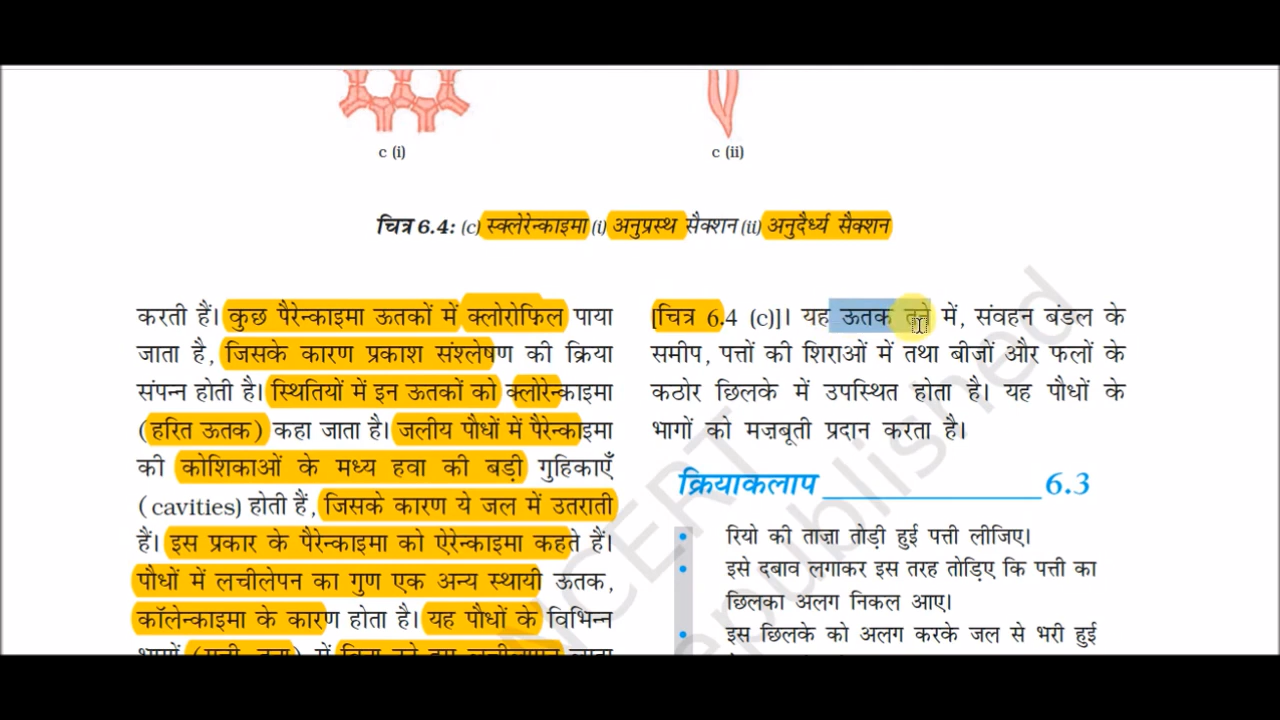 c (i)
c (ii)
चित्र 6.4: (c) स्क्लेरेन्काइमा (i) अनुप्रस्थ सैक्शन (ii) अनुदैर्ध्य सैक्शन
करती हैं। कुछ पैरेन्काइमा ऊतकों में क्लोरोफिल पाया
जाता है, जिसके कारण प्रकाश संश्लेषण की क्रिया
संपन्न होती है। स्थितियों में इन ऊतकों को क्लोरेन्काइमा
(हरित ऊतक) कहा जाता है। जलीय पौधों में पैरेन्काइमा
की कोशिकाओं के मध्य हवा की बड़ी गुहिकाएँ
(cavities) होती हैं, जिसके कारण ये जल में उतराती
हैं। इस प्रकार के पैरेन्काइमा को ऐरेन्काइमा कहते हैं।
पौधों में लचीलेपन का गुण एक अन्य स्थायी ऊतक,
कॉलेन्काइमा के कारण होता है। यह पौधों के विभिन्न
[चित्र 6.4 (c)]। यह ऊतक तने में, संवहन बंडल के
समीप, पत्तों की शिराओं में तथा बीजों और फलों के
कठोर छिलके में उपस्थित होता है। यह पौधों के
भागों को मजबूती प्रदान करता है।
क्रियाकलाप ____________ 6.3
• रियो की ताज़ा तोड़ी हुई पत्ती लीजिए।
• इसे दबाव लगाकर इस तरह तोड़िए कि पत्ती का
छिलका अलग निकल आए।
• इस छिलके को अलग करके जल से भरी हुई
NCERT
republished